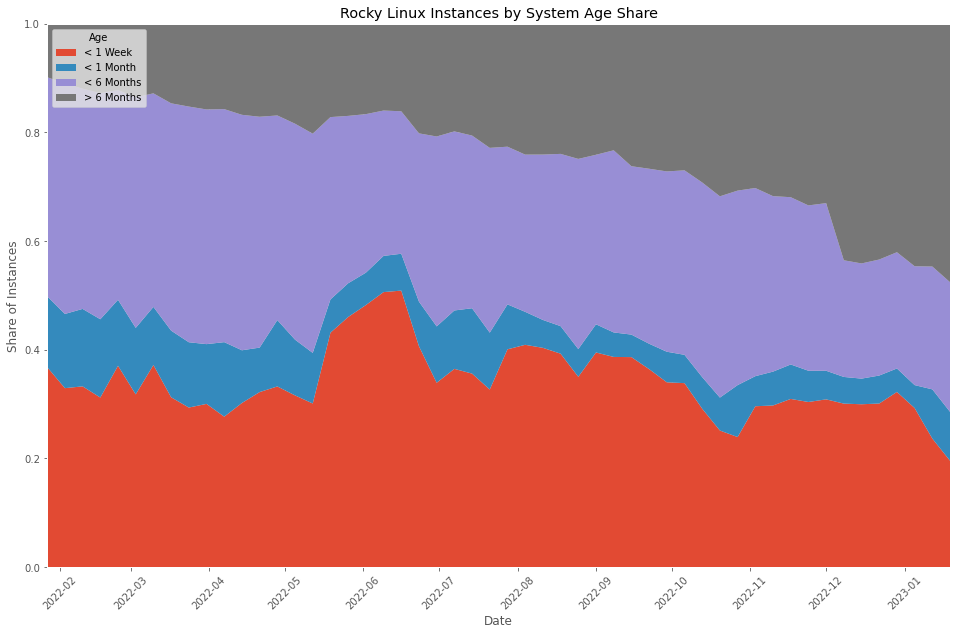 Rocky Linux Instances by System Age Share
Age
< 1 Week
< 1 Month
< 6 Months
> 6 Months
1.0
0.8
0.6
0.4
0.2
0.0
Share of Instances
2022-02
2022-03
2022-04
2022-05
2022-06
2022-07
2022-08
2022-09
2022-10
2022-11
2022-12
2023-01
Date